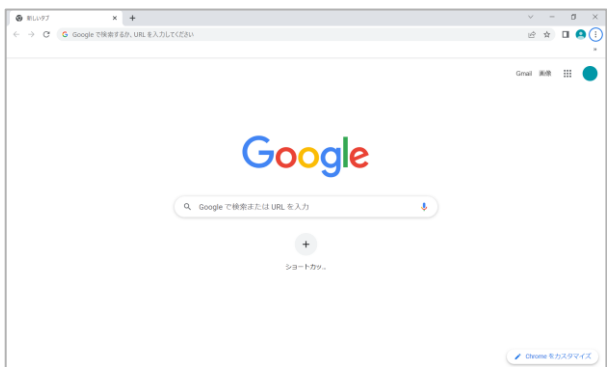 新しいタブ
Google で検索するか、URL を入力してください
Gmail 画像
Google
Google で検索または URL を入力
ショートカッ...
Chrome をカスタマイズ